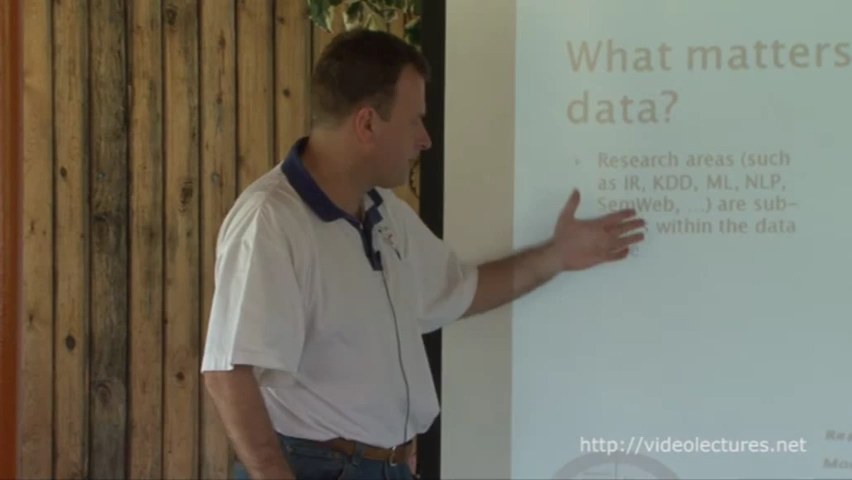 What matters
data?
Research areas (such
as IR, KDD, ML, NLP,
SemWeb, ...) are sub-
within the data
http://videolectures.net